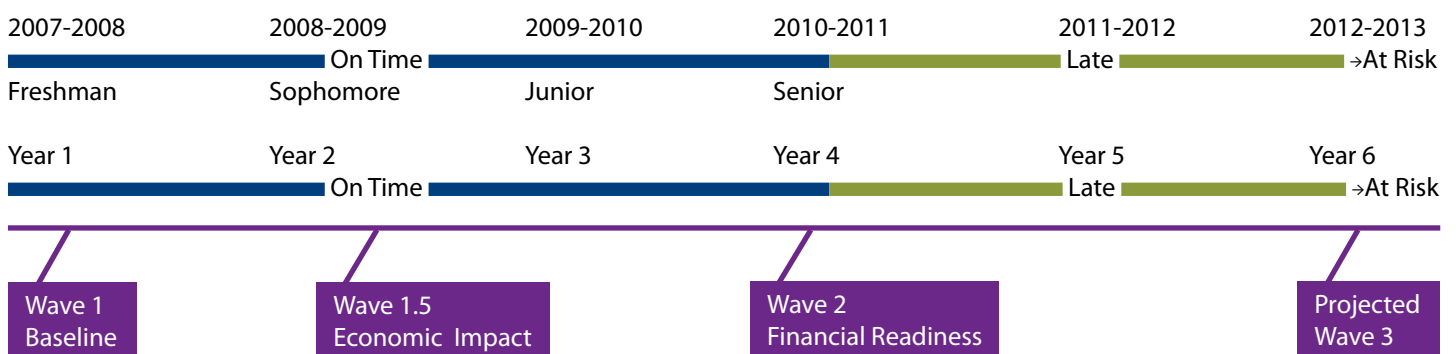 2007-2008 2008-2009 2009-2010 2010-2011 2011-2012 2012-2013
On Time Late →At Risk
Freshman Sophomore Junior Senior
Year 1 Year 2 Year 3 Year 4 Year 5 Year 6
On Time Late →At Risk
Wave 1
Baseline
Wave 1.5
Economic Impact
Wave 2
Financial Readiness
Projected
Wave 3